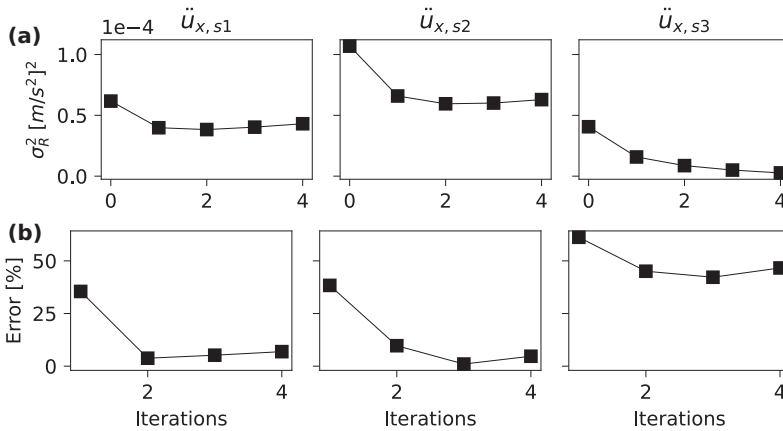 (a)
1e−4
ü_{x,s1}
ü_{x,s2}
ü_{x,s3}
σ_R^2 [m/s^2]^2
1.0
0.5
0.0
0 2 4
0 2 4
0 2 4
(b)
Error [%]
50
25
0
2 4
2 4
2 4
Iterations
Iterations
Iterations